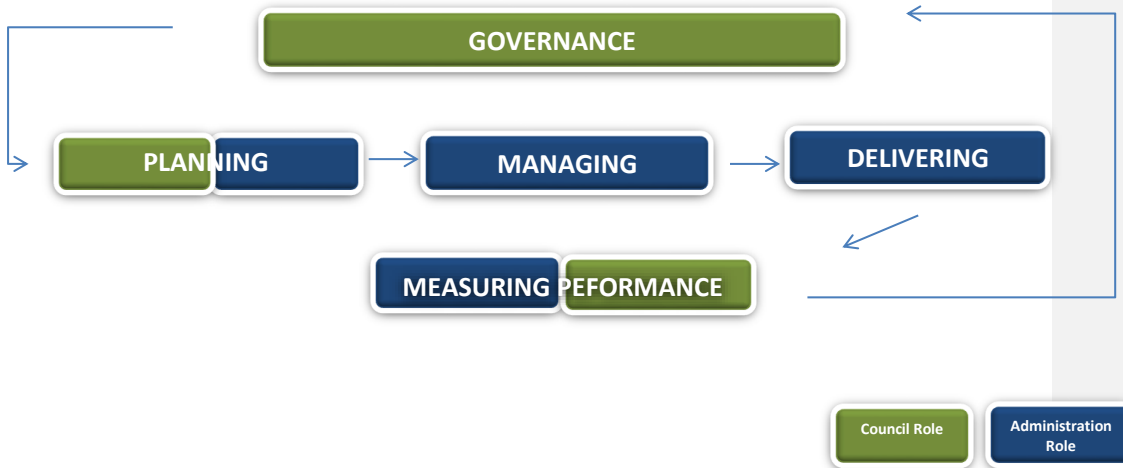 GOVERNANCE
PLANNING
MANAGING
DELIVERING
MEASURING PEFORMANCE
Council Role
Administration
Role